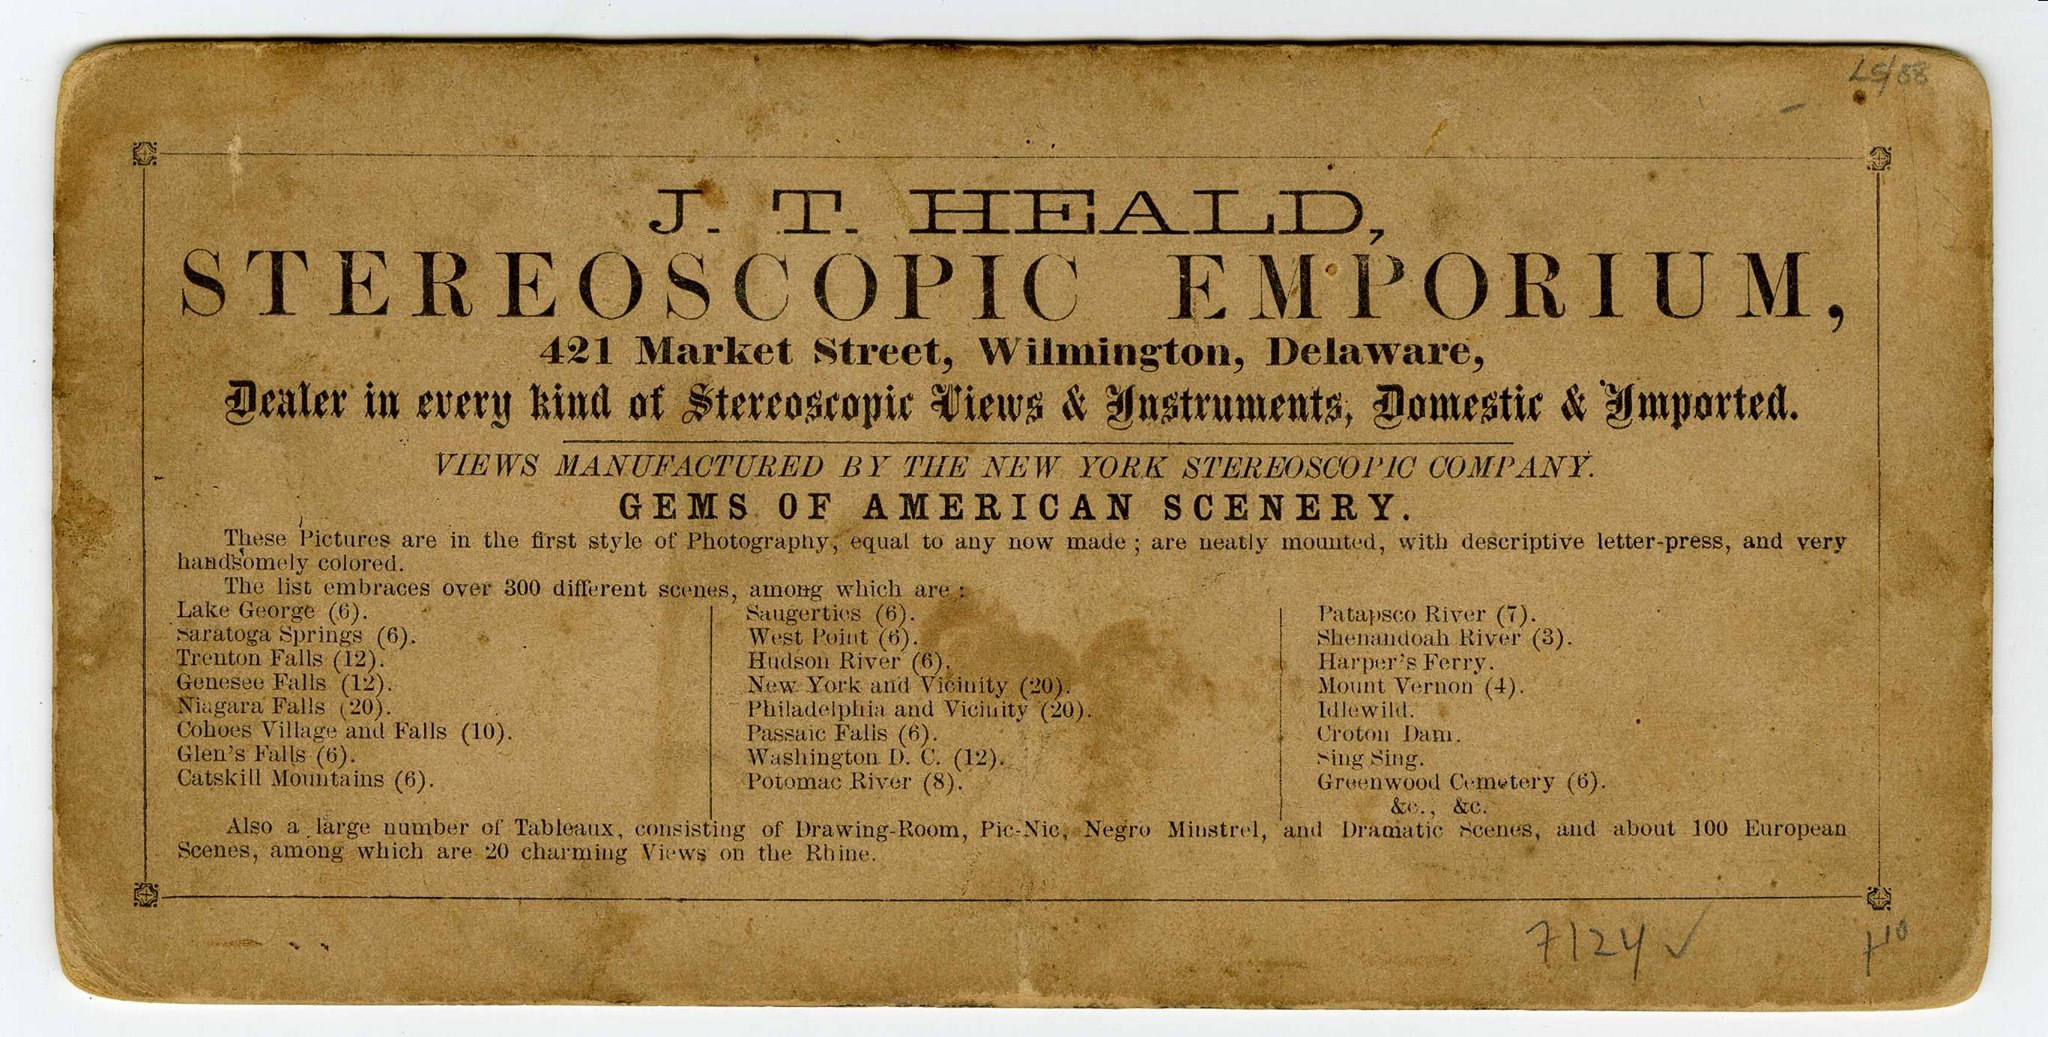 LS/88
J. T. HEALD,
STEREOSCOPIC EMPORIUM,
421 Market Street, Wilmington, Delaware,
Dealer in every kind of Stereoscopic Views & Instruments, Domestic & Imported.
VIEWS MANUFACTURED BY THE NEW YORK STEREOSCOPIC COMPANY.
GEMS OF AMERICAN SCENERY.
These Pictures are in the first style of Photography, equal to any now made ; are neatly mounted, with descriptive letter-press, and very
handsomely colored.
The list embraces over 300 different scenes, among which are :
Lake George (6).
Saratoga Springs (6).
Trenton Falls (12).
Genesee Falls (12).
Niagara Falls (20).
Cohoes Village and Falls (10).
Glen's Falls (6).
Catskill Mountains (6).
Saugerties (6).
West Point (6).
Hudson River (6).
New York and Vicinity (20).
Philadelphia and Vicinity (20).
Passaic Falls (6).
Washington D. C. (12).
Potomac River (8).
Patapsco River (7).
Shenandoah River (3).
Harper's Ferry.
Mount Vernon (4).
Idlewild.
Croton Dam.
Sing Sing.
Greenwood Cemetery (6).
&c., &c.
Also a large number of Tableaux, consisting of Drawing-Room, Pic-Nic, Negro Minstrel, and Dramatic Scenes, and about 100 European
Scenes, among which are 20 charming Views on the Rhine.
7124 ✓